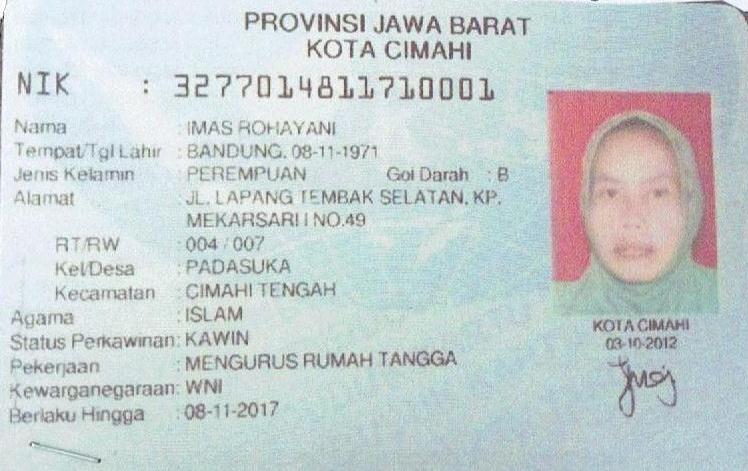 PROVINSI JAWA BARAT
KOTA CIMAHI
NIK : 3277014811710001
Nama : IMAS ROHAYANI
Tempat/Tgl Lahir : BANDUNG, 08-11-1971
Jenis Kelamin : PEREMPUAN Gol Darah : B
Alamat : JL. LAPANG TEMBAK SELATAN, KP.
MEKARSARI I NO.49
RT/RW : 004 / 007
Kel/Desa : PADASUKA
Kecamatan : CIMAHI TENGAH
Agama : ISLAM
Status Perkawinan: KAWIN
Pekerjaan : MENGURUS RUMAH TANGGA
Kewarganegaraan: WNI
Berlaku Hingga : 08-11-2017
KOTA CIMAHI
03-10-2012